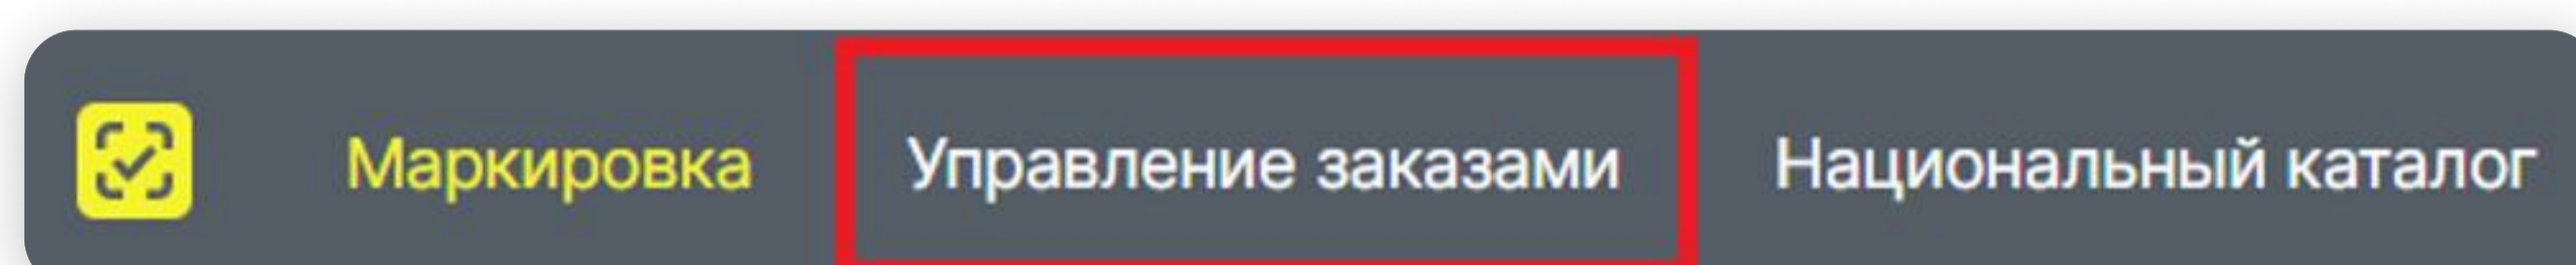 Маркировка Управление заказами Национальный каталог